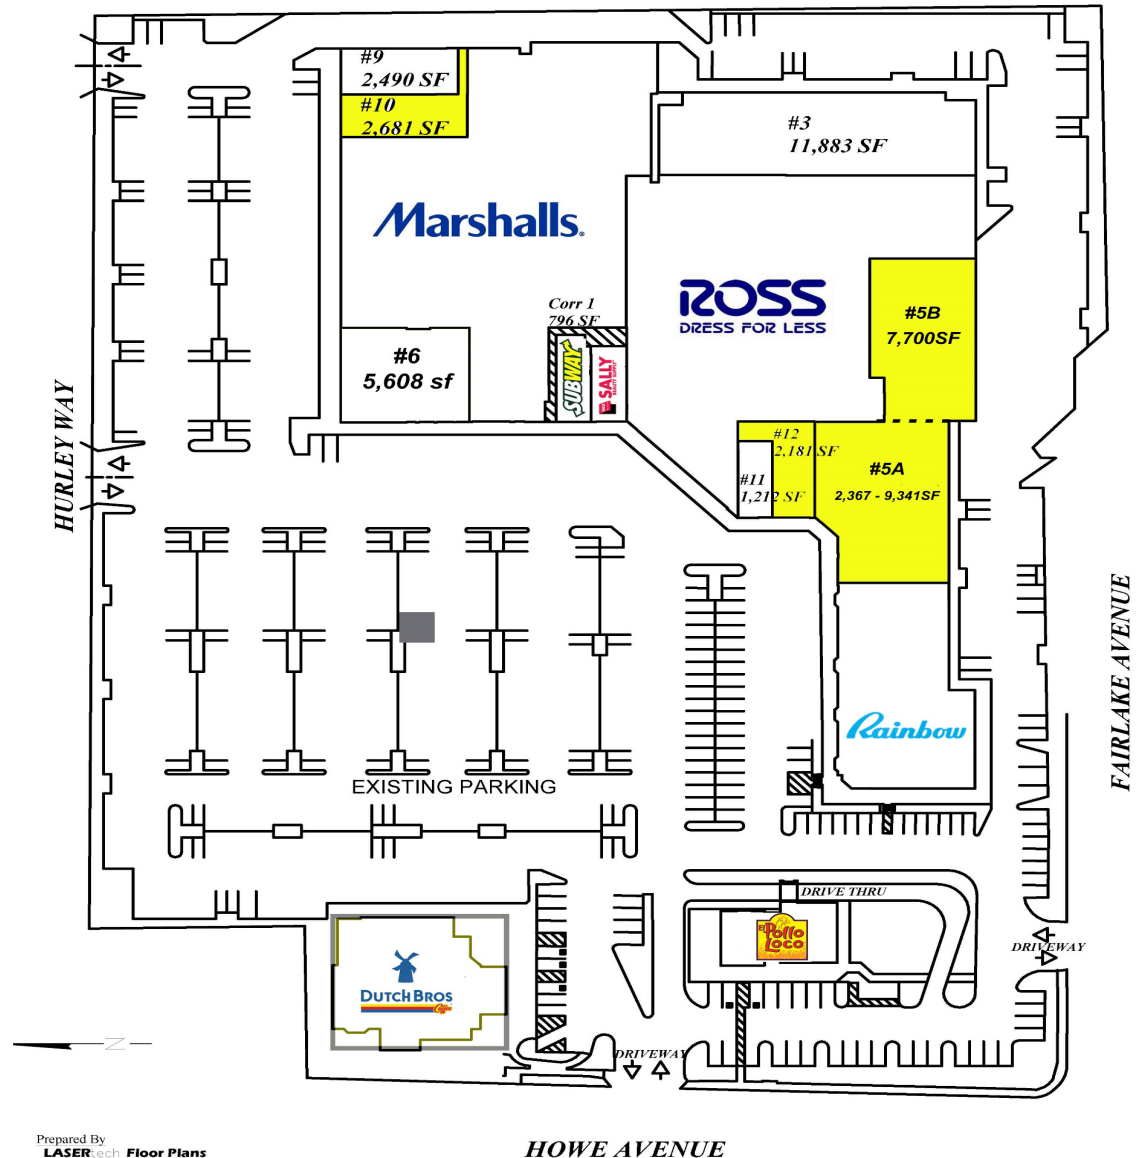 #9
2,490 SF
#10
2,681 SF
#3
11,883 SF
Marshalls.
ROSS
DRESS FOR LESS
#5B
7,700SF
Corr 1
796 SF
#6
5,608 sf
SUBWAY
SALLY
BEAUTY SUPPLY
#12
2,181 SF
#11
1,212 SF
#5A
2,367 - 9,341SF
HURLEY WAY
FAIRLAKE AVENUE
Rainbow
EXISTING PARKING
DRIVE THRU
El Pollo
Loco
DRIVEWAY
DUTCH BROS
Coffee
N
DRIVEWAY
Prepared By
LASERtech Floor Plans
HOWE AVENUE